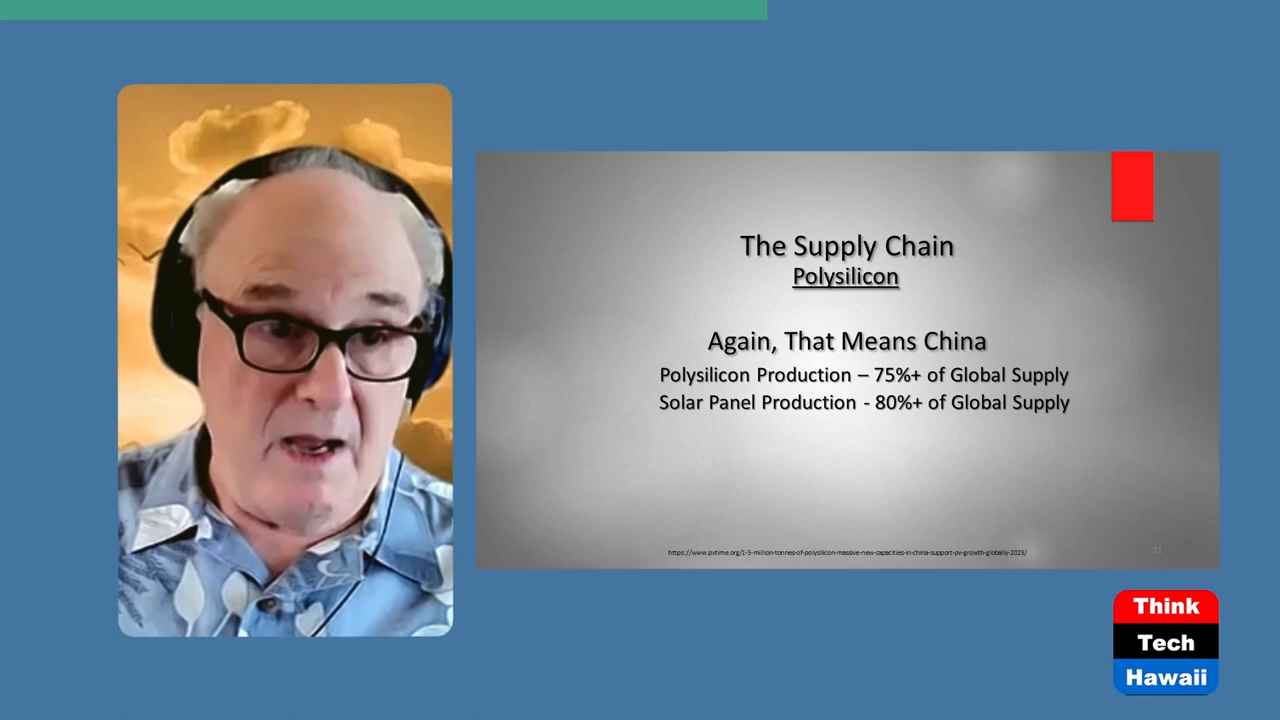 The Supply Chain
Polysilicon
Again, That Means China
Polysilicon Production – 75%+ of Global Supply
Solar Panel Production - 80%+ of Global Supply
https://www.pvtime.org/1-5-million-tonnes-of-polysilicon-massive-new-capacities-in-china-support-pv-growth-globally-2023/
11
Think
Tech
Hawaii